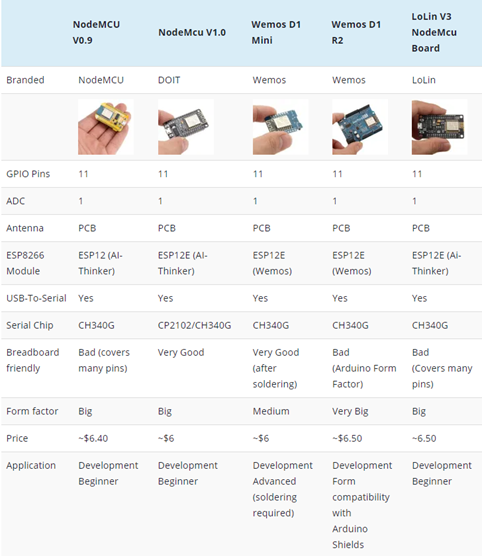 NodeMCU V0.9 NodeMcu V1.0 Wemos D1 Mini Wemos D1 R2 LoLin V3 NodeMcu Board
Branded NodeMCU DOIT Wemos Wemos LoLin
GPIO Pins 11 11 11 11 11
ADC 1 1 1 1 1
Antenna PCB PCB PCB PCB PCB
ESP8266 Module ESP12 (AI-Thinker) ESP12E (Ai-Thinker) ESP12E (Wemos) ESP12E (Wemos) ESP12E (Ai-Thinker)
USB-To-Serial Yes Yes Yes Yes Yes
Serial Chip CH340G CP2102/CH340G CH340G CH340G CH340G
Breadboard friendly Bad (covers many pins) Very Good Very Good (after soldering) Bad (Arduino Form Factor) Bad (Covers many pins)
Form factor Big Big Medium Very Big Big
Price ~$6.40 ~$6 ~$6 ~$6.50 ~6.50
Application Development Beginner Development Beginner Development Advanced (soldering required) Development Form compatibility with Arduino Shields Development Beginner